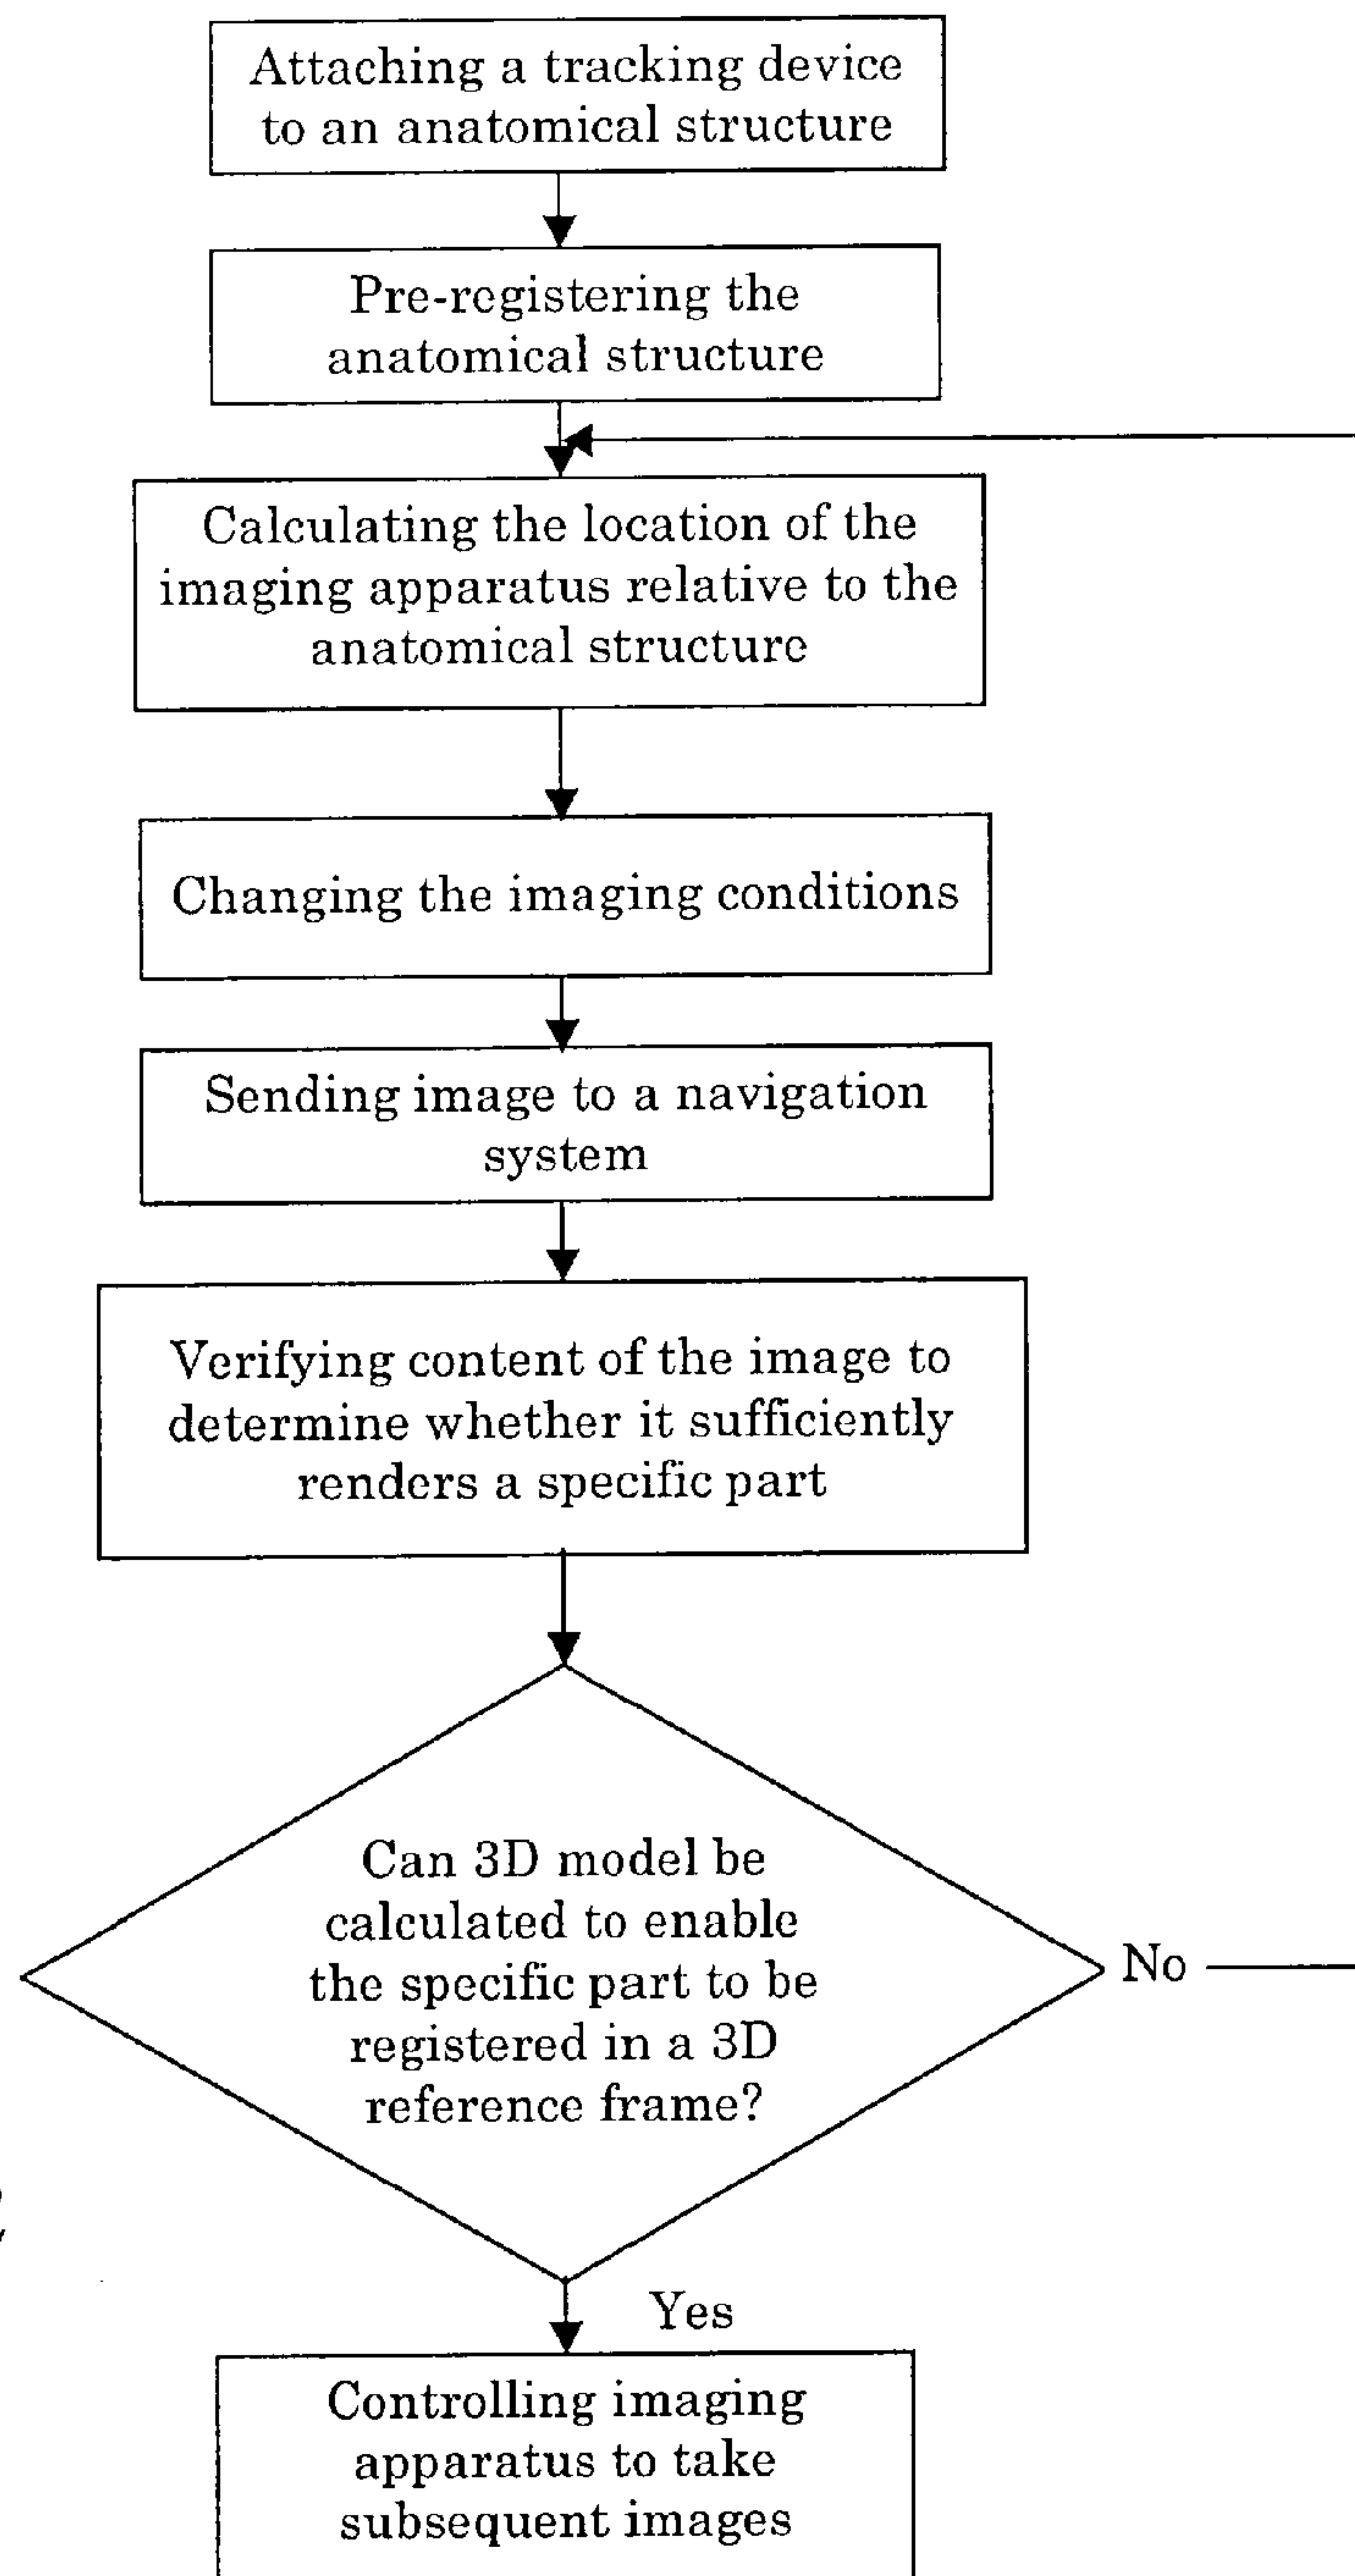 Attaching a tracking device
to an anatomical structure
Pre-registering the
anatomical structure
Calculating the location of the
imaging apparatus relative to the
anatomical structure
Changing the imaging conditions
Sending image to a navigation
system
Verifying content of the image to
determine whether it sufficiently
renders a specific part
Can 3D model be
calculated to enable
the specific part to be
registered in a 3D
reference frame?
No
Yes
Controlling imaging
apparatus to take
subsequent images